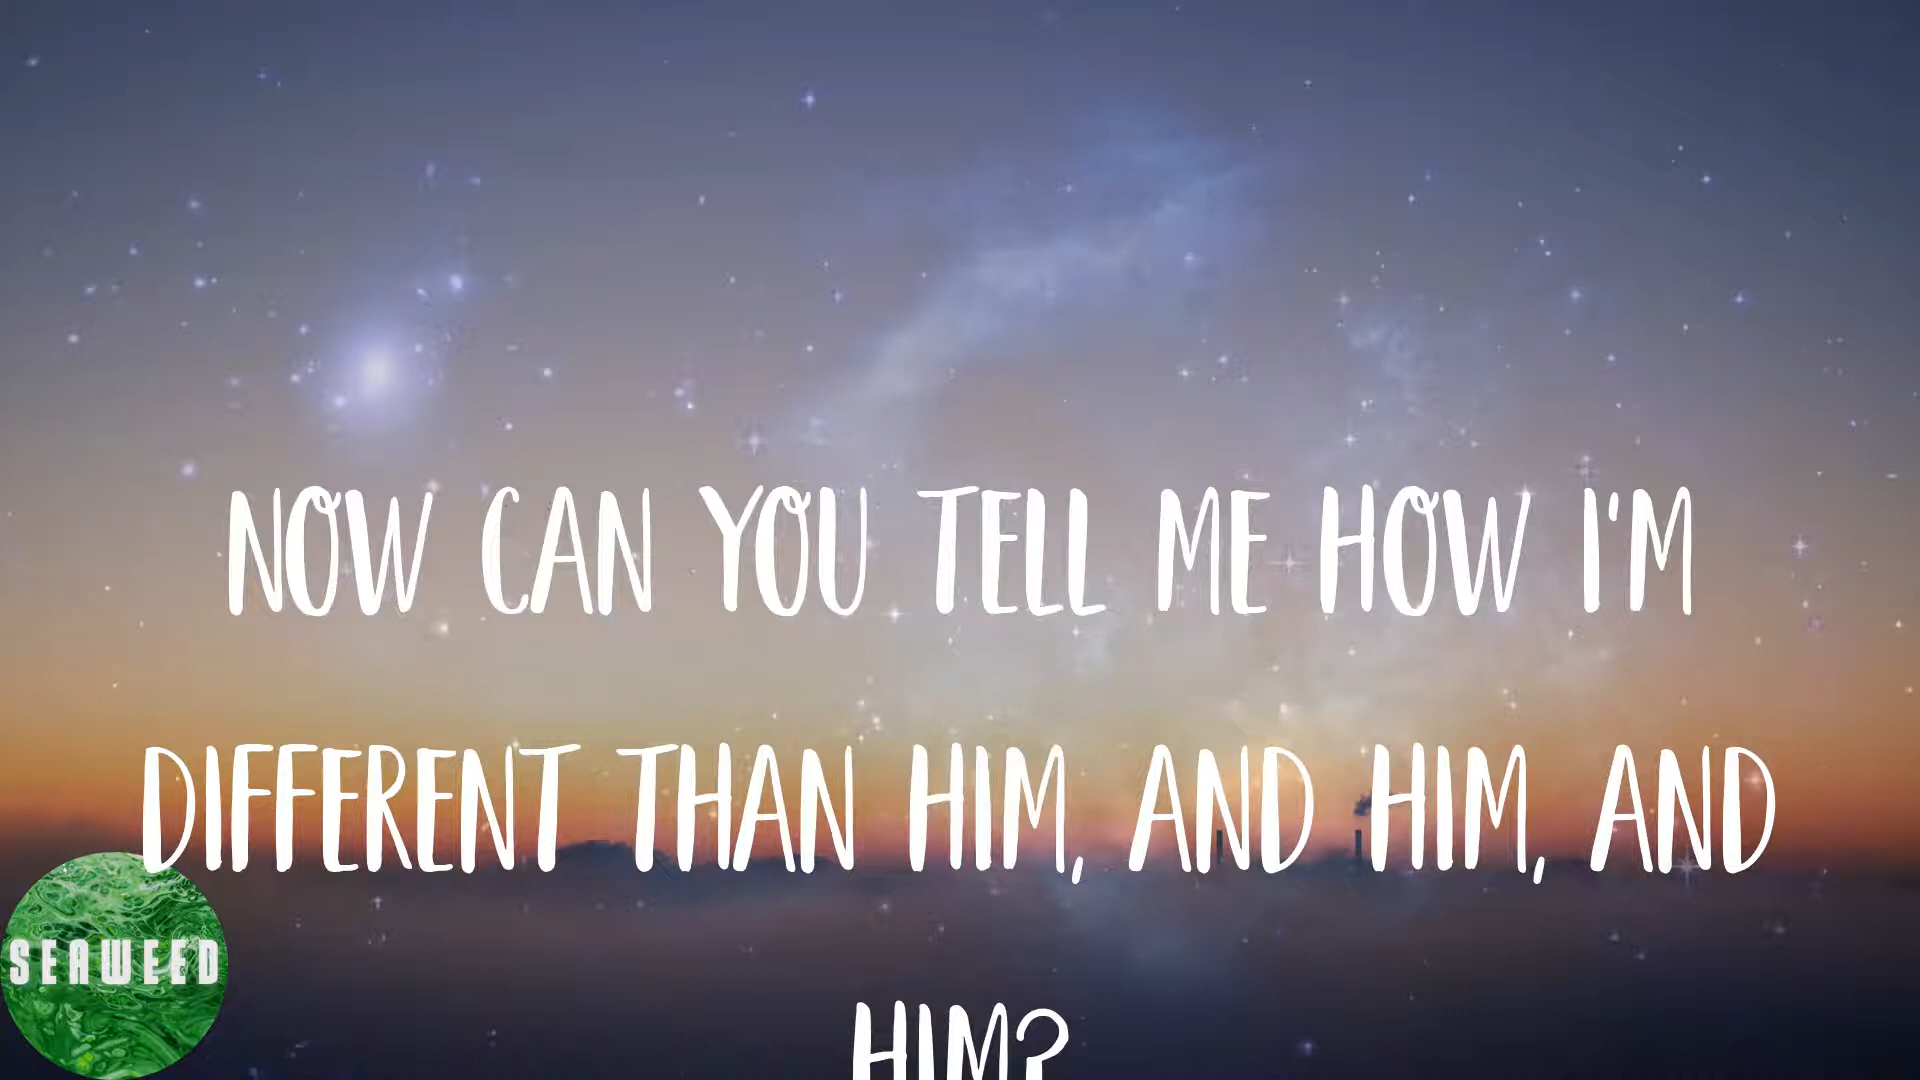 NOW CAN YOU TELL ME HOW I'M
DIFFERENT THAN HIM, AND HIM, AND
HIM?
SEAWEED